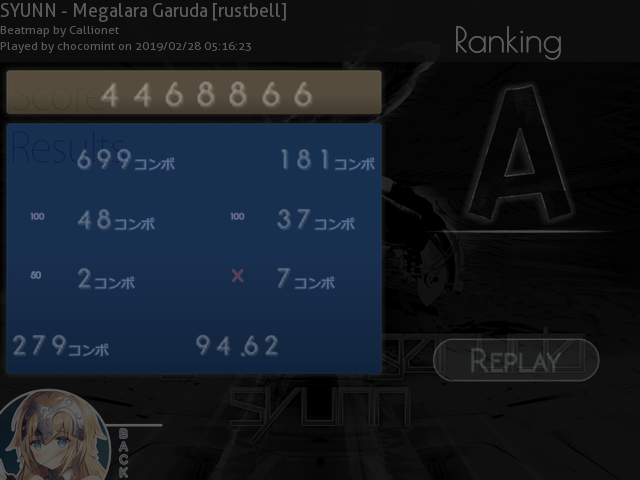 SYUNN - Megalara Garuda [rustbell]
Beatmap by Callionet
Played by chocomint on 2019/02/28 05:16:23
Ranking
Score
4468866
A
Results
699コンボ 181コンボ
100 48コンボ 100 37コンボ
50 2コンボ X 7コンボ
279コンボ 94.62
REPLAY
syunn
BACK